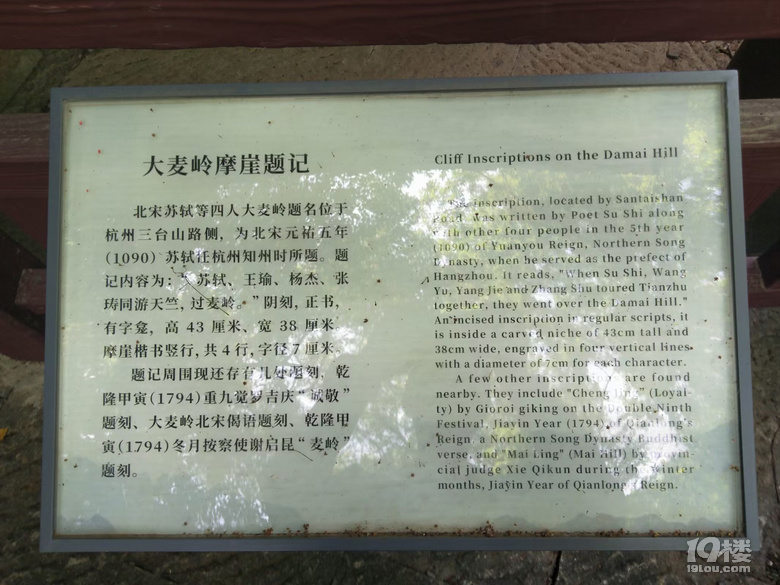 大麦岭摩崖题记
北宋苏轼等四人大麦岭题名位于
杭州三台山路侧，为北宋元祐五年
(1090) 苏轼任杭州知州时所题。题
记内容为：“苏轼、王瑜、杨杰、张
璹同游天竺，过麦岭。”阴刻，正书，
有字龛，高 43 厘米、宽 38 厘米，
摩崖楷书竖行，共 4 行，字径 7 厘米。
题记周围现还存有几处题刻，乾
隆甲寅(1794)重九觉罗吉庆“诚敬”
题刻、大麦岭北宋偈语题刻、乾隆甲
寅(1794)冬月按察使谢启昆“麦岭”
题刻。
Cliff Inscriptions on the Damai Hill
The inscription, located by Santaishan
Road, was written by Poet Su Shi along
with other four people in the 5th year
(1090) of Yuanyou Reign, Northern Song
Dynasty, when he served as the prefect of
Hangzhou. It reads, "When Su Shi, Wang
Yu, Yang Jie and Zhang Shu toured Tianzhu
together, they went over the Damai Hill."
An incised inscription in regular scripts, it
is inside a carved niche of 43cm tall and
38cm wide, engraved in four vertical lines
with a diameter of 7cm for each character.
A few other inscriptions are found
nearby. They include "Cheng Jing" (Loyal-
ty) by Gioroi giking on the Double Ninth
Festival, Jiayin Year (1794) of Qianlong's
Reign, a Northern Song Dynasty Buddhist
verse, and "Mai Ling" (Mai Hill) by provin-
cial judge Xie Qikun during the winter
months, Jiayin Year of Qianlong's Reign.
19楼
19lou.com